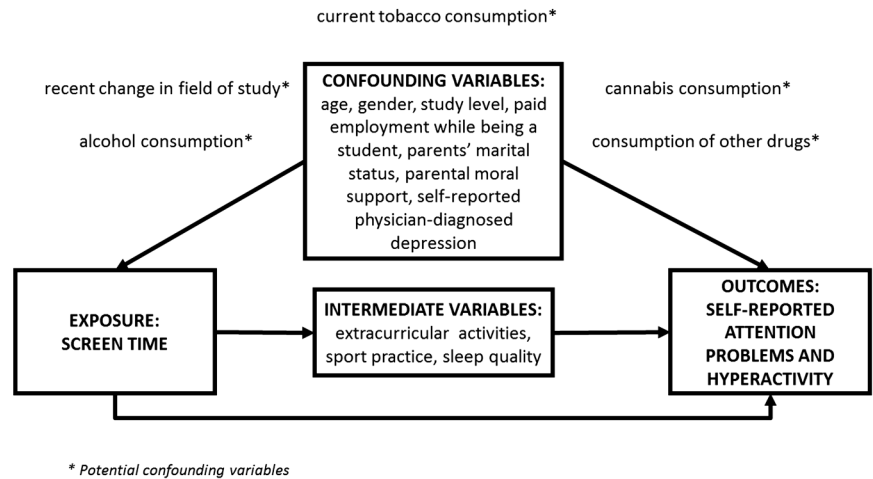 current tobacco consumption*
recent change in field of study*
alcohol consumption*
CONFOUNDING VARIABLES:
age, gender, study level, paid
employment while being a
student, parents' marital
status, parental moral
support, self-reported
physician-diagnosed
depression
cannabis consumption*
consumption of other drugs*
EXPOSURE:
SCREEN TIME
INTERMEDIATE VARIABLES:
extracurricular activities,
sport practice, sleep quality
OUTCOMES:
SELF-REPORTED
ATTENTION
PROBLEMS AND
HYPERACTIVITY
* Potential confounding variables